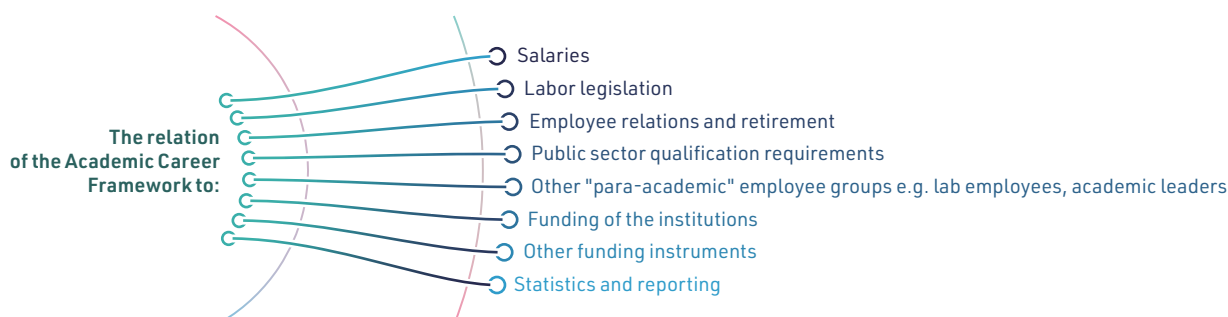 The relation
of the Academic Career
Framework to:
Salaries
Labor legislation
Employee relations and retirement
Public sector qualification requirements
Other "para-academic" employee groups e.g. lab employees, academic leaders
Funding of the institutions
Other funding instruments
Statistics and reporting